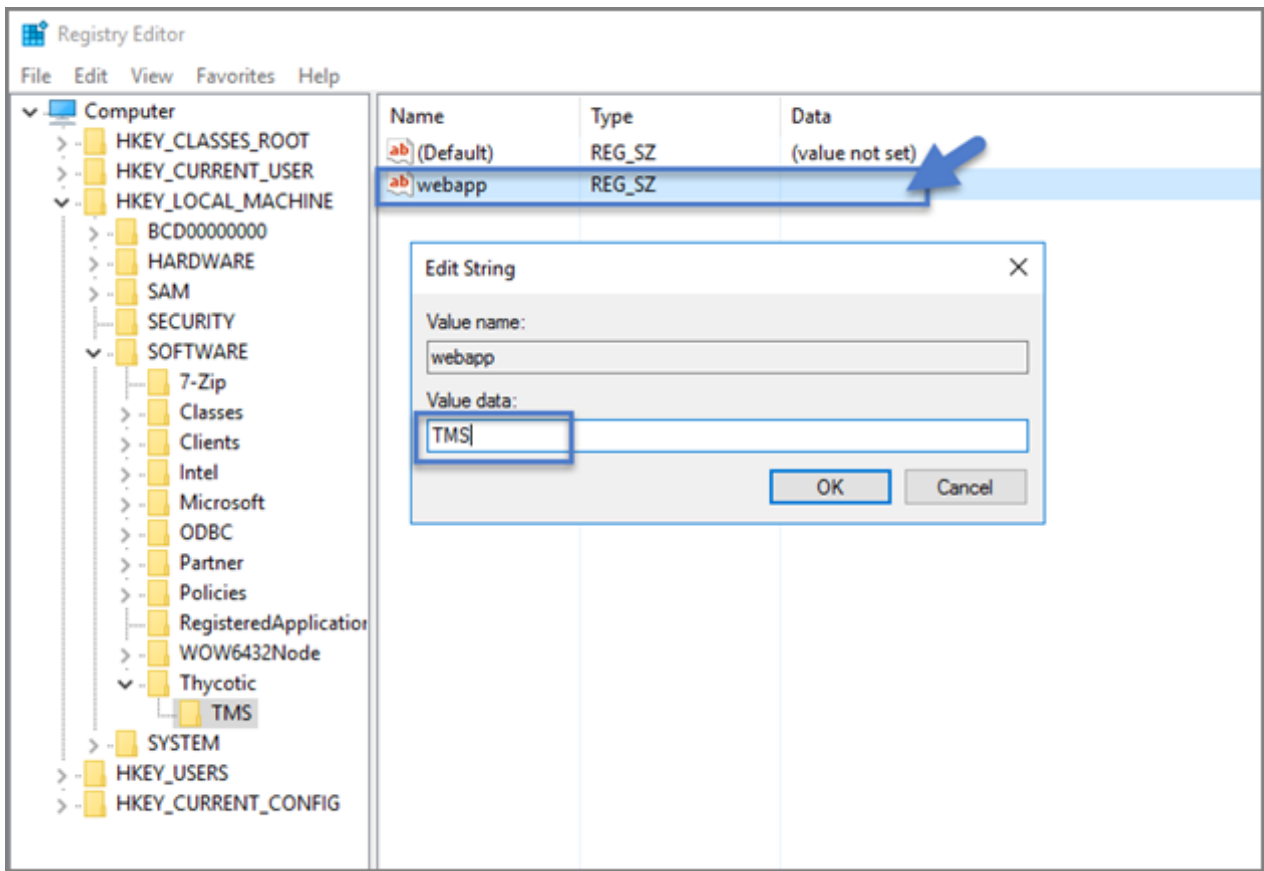 Registry Editor
File Edit View Favorites Help
Computer
HKEY_CLASSES_ROOT
HKEY_CURRENT_USER
HKEY_LOCAL_MACHINE
BCD00000000
HARDWARE
SAM
SECURITY
SOFTWARE
7-Zip
Classes
Clients
Intel
Microsoft
ODBC
Partner
Policies
RegisteredApplication
WOW6432Node
Thycotic
TMS
SYSTEM
HKEY_USERS
HKEY_CURRENT_CONFIG
Name Type Data
ab (Default) REG_SZ (value not set)
ab webapp REG_SZ
Edit String
Value name:
webapp
Value data:
TMS
OK Cancel